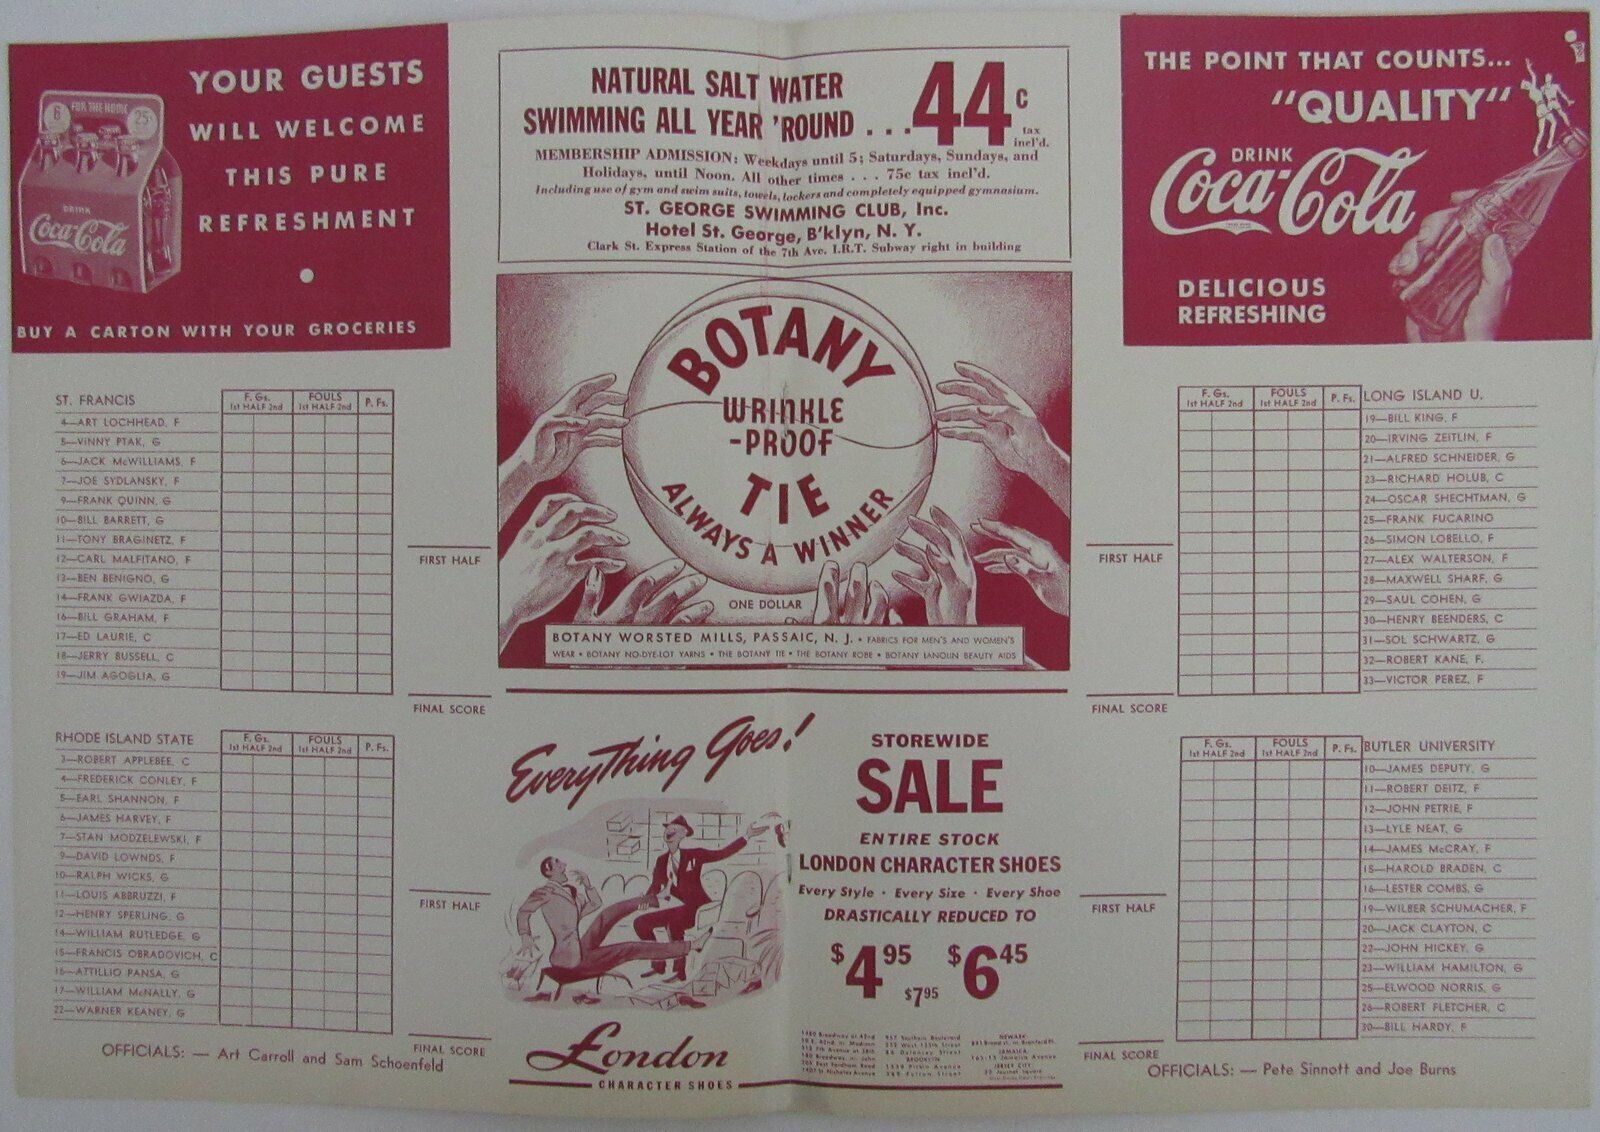 YOUR GUESTS
WILL WELCOME
THIS PURE
REFRESHMENT
BUY A CARTON WITH YOUR GROCERIES
6
FOR THE HOME
25¢
DRINK
Coca-Cola
NATURAL SALT WATER
SWIMMING ALL YEAR 'ROUND . . . 44c
tax
incl'd.
MEMBERSHIP ADMISSION: Weekdays until 5; Saturdays, Sundays, and
Holidays, until Noon. All other times . . . 75c tax incl'd.
Including use of gym and swim suits, towels, lockers and completely equipped gymnasium.
ST. GEORGE SWIMMING CLUB, Inc.
Hotel St. George, B'klyn, N. Y.
Clark St. Express Station of the 7th Ave. I.R.T. Subway right in building
THE POINT THAT COUNTS...
"QUALITY"
DRINK
Coca-Cola
DELICIOUS
REFRESHING
BOTANY
WRINKLE
-PROOF
TIE
ALWAYS A WINNER
ONE DOLLAR
BOTANY WORSTED MILLS, PASSAIC, N. J. • FABRICS FOR MEN'S AND WOMEN'S
WEAR • BOTANY NO-DYE-LOT YARNS • THE BOTANY TIE • THE BOTANY ROBE • BOTANY LANOLIN BEAUTY AIDS
ST. FRANCIS
F. Gs.
1st HALF 2nd
FOULS
1st HALF 2nd
P. Fs.
4—ART LOCHHEAD, F
5—VINNY PTAK, G
6—JACK McWILLIAMS, F
7—JOE SYDLANSKY, F
9—FRANK QUINN, G
10—BILL BARRETT, G
11—TONY BRAGINETZ, F
12—CARL MALFITANO, F
13—BEN BENIGNO, G
14—FRANK GWIAZDA, F
16—BILL GRAHAM, F
17—ED LAURIE, C
18—JERRY BUSSELL, C
19—JIM AGOGLIA, G
FIRST HALF
FINAL SCORE
LONG ISLAND U.
F. Gs.
1st HALF 2nd
FOULS
1st HALF 2nd
P. Fs.
19—BILL KING, F
20—IRVING ZEITLIN, F
21—ALFRED SCHNEIDER, G
23—RICHARD HOLUB, C
24—OSCAR SHECHTMAN, G
25—FRANK FUCARINO
26—SIMON LOBELLO, F
27—ALEX WALTERSON, F
28—MAXWELL SHARF, G
29—SAUL COHEN, G
30—HENRY BEENDERS, C
31—SOL SCHWARTZ, G
32—ROBERT KANE, F.
33—VICTOR PEREZ, F
FIRST HALF
FINAL SCORE
RHODE ISLAND STATE
F. Gs.
1st HALF 2nd
FOULS
1st HALF 2nd
P. Fs.
3—ROBERT APPLEBEE, C
4—FREDERICK CONLEY, F
5—EARL SHANNON, F
6—JAMES HARVEY, F
7—STAN MODZELEWSKI, F
9—DAVID LOWNDS, F
10—RALPH WICKS, G
11—LOUIS ABBRUZZI, F
12—HENRY SPERLING, G
14—WILLIAM RUTLEDGE, G
15—FRANCIS OBRADOVICH, C
16—ATTILLIO PANSA, G
17—WILLIAM McNALLY, G
22—WARNER KEANEY, G
FIRST HALF
FINAL SCORE
OFFICIALS: — Art Carroll and Sam Schoenfeld
Everything Goes!
STOREWIDE
SALE
ENTIRE STOCK
LONDON CHARACTER SHOES
Every Style • Every Size • Every Shoe
DRASTICALLY REDUCED TO
$4.95 $6.45
$7.95
London
CHARACTER SHOES
BUTLER UNIVERSITY
F. Gs.
1st HALF 2nd
FOULS
1st HALF 2nd
P. Fs.
10—JAMES DEPUTY, G
11—ROBERT DEITZ, F
12—JOHN PETRIE, F
13—LYLE NEAT, G
14—JAMES McCRAY, F
15—HAROLD BRADEN, C
16—LESTER COMBS, G
19—WILBER SCHUMACHER, F
20—JACK CLAYTON, C
22—JOHN HICKEY, G
23—WILLIAM HAMILTON, G
25—ELWOOD NORRIS, G
26—ROBERT FLETCHER, C
30—BILL HARDY, F
FIRST HALF
FINAL SCORE
OFFICIALS: — Pete Sinnott and Joe Burns